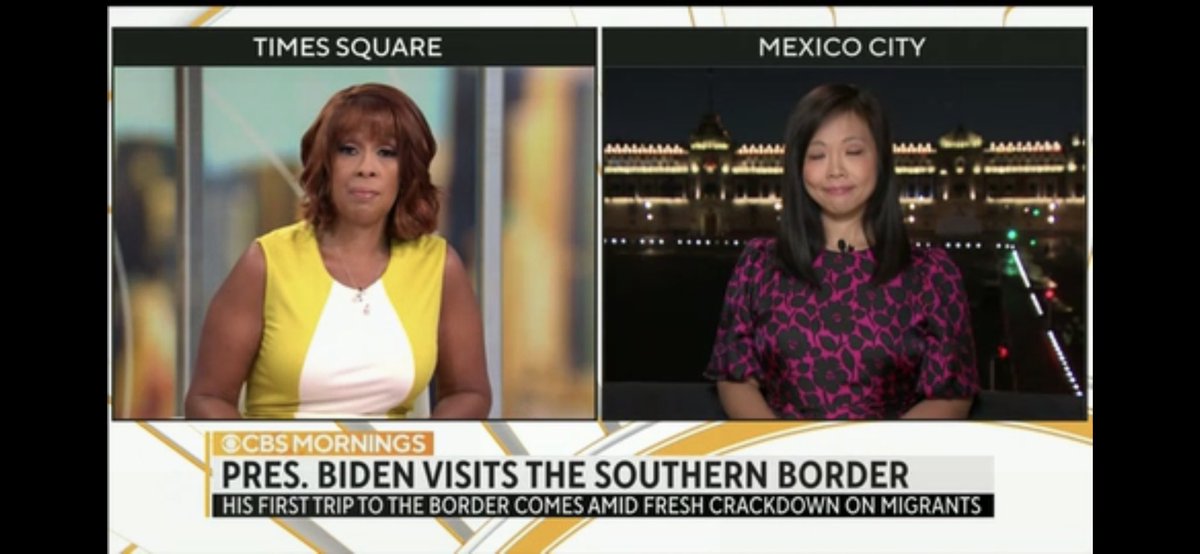 TIMES SQUARE
MEXICO CITY
CBS MORNINGS
PRES. BIDEN VISITS THE SOUTHERN BORDER
HIS FIRST TRIP TO THE BORDER COMES AMID FRESH CRACKDOWN ON MIGRANTS